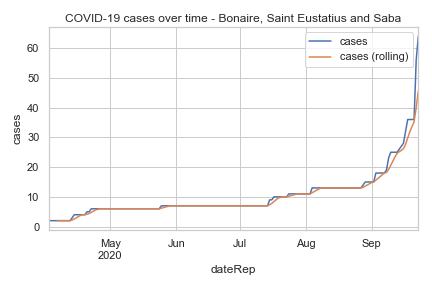 COVID-19 cases over time - Bonaire, Saint Eustatius and Saba
cases
cases (rolling)
60
50
40
30
20
10
0
cases
May
2020
Jun
Jul
Aug
Sep
dateRep